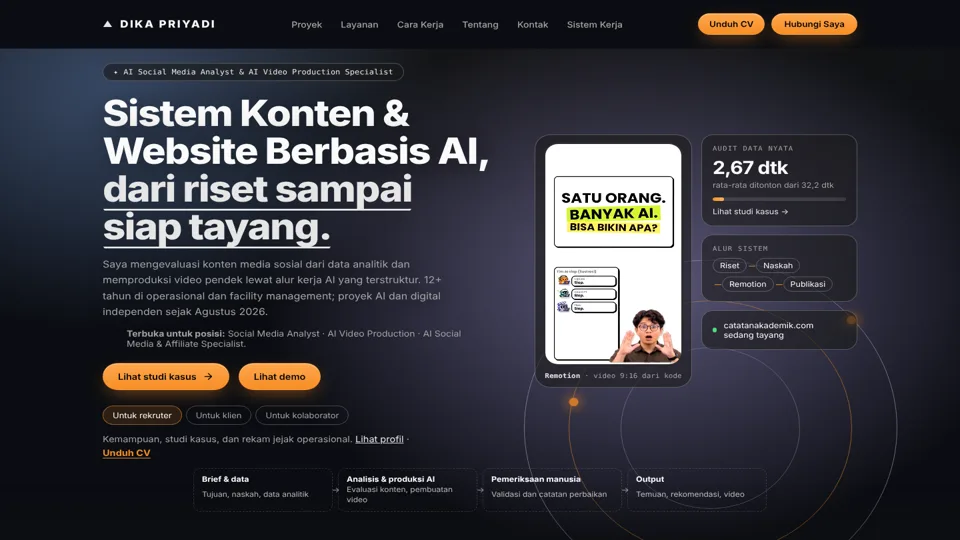 DIKA PRIYADI
Proyek
Layanan
Cara Kerja
Tentang
Kontak
Sistem Kerja
Unduh CV
Hubungi Saya
AI Social Media Analyst & AI Video Production Specialist
Sistem Konten &
Website Berbasis AI,
dari riset sampai
siap tayang.
Saya mengevaluasi konten media sosial dari data analitik dan
memproduksi video pendek lewat alur kerja AI yang terstruktur. 12+
tahun di operasional dan facility management; proyek AI dan digital
independen sejak Agustus 2026.
Terbuka untuk posisi: Social Media Analyst · AI Video Production · AI Social
Media & Affiliate Specialist.
Lihat studi kasus →
Lihat demo
Untuk rekruter
Untuk klien
Untuk kolaborator
Kemampuan, studi kasus, dan rekam jejak operasional. Lihat profil ·
Unduh CV
SATU ORANG.
BANYAK AI.
BISA BIKIN APA?
Siap.
Siap.
Siap.
Remotion · video 9:16 dari kode
AUDIT DATA NYATA
2,67 dtk
rata-rata ditonton dari 32,2 dtk
Lihat studi kasus →
ALUR SISTEM
Riset
Naskah
Remotion
Publikasi
catatanakademik.com
sedang tayang
Brief & data
Tujuan, naskah, data analitik
→
Analisis & produksi AI
Evaluasi konten, pembuatan
video
→
Pemeriksaan manusia
Validasi dan catatan perbaikan
→
Output
Temuan, rekomendasi, video